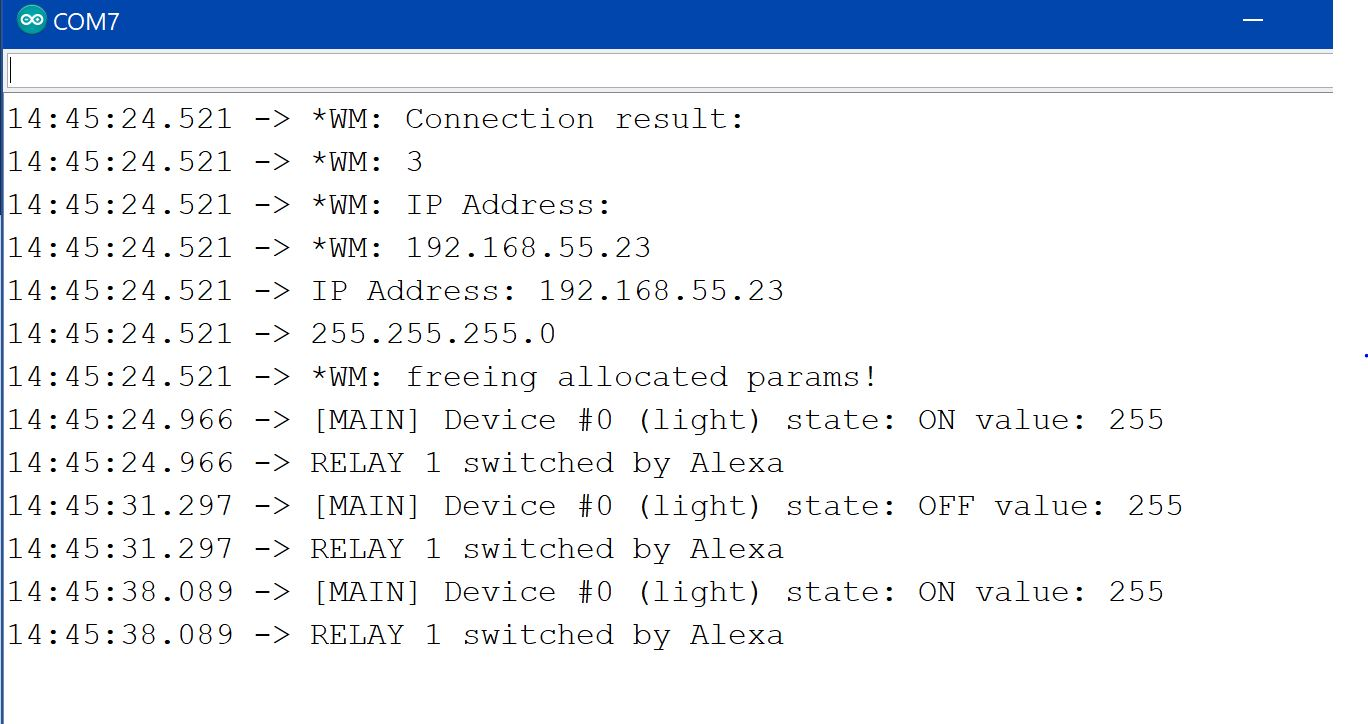 COM7
14:45:24.521 -> *WM: Connection result:
14:45:24.521 -> *WM: 3
14:45:24.521 -> *WM: IP Address:
14:45:24.521 -> *WM: 192.168.55.23
14:45:24.521 -> IP Address: 192.168.55.23
14:45:24.521 -> 255.255.255.0
14:45:24.521 -> *WM: freeing allocated params!
14:45:24.966 -> [MAIN] Device #0 (light) state: ON value: 255
14:45:24.966 -> RELAY 1 switched by Alexa
14:45:31.297 -> [MAIN] Device #0 (light) state: OFF value: 255
14:45:31.297 -> RELAY 1 switched by Alexa
14:45:38.089 -> [MAIN] Device #0 (light) state: ON value: 255
14:45:38.089 -> RELAY 1 switched by Alexa